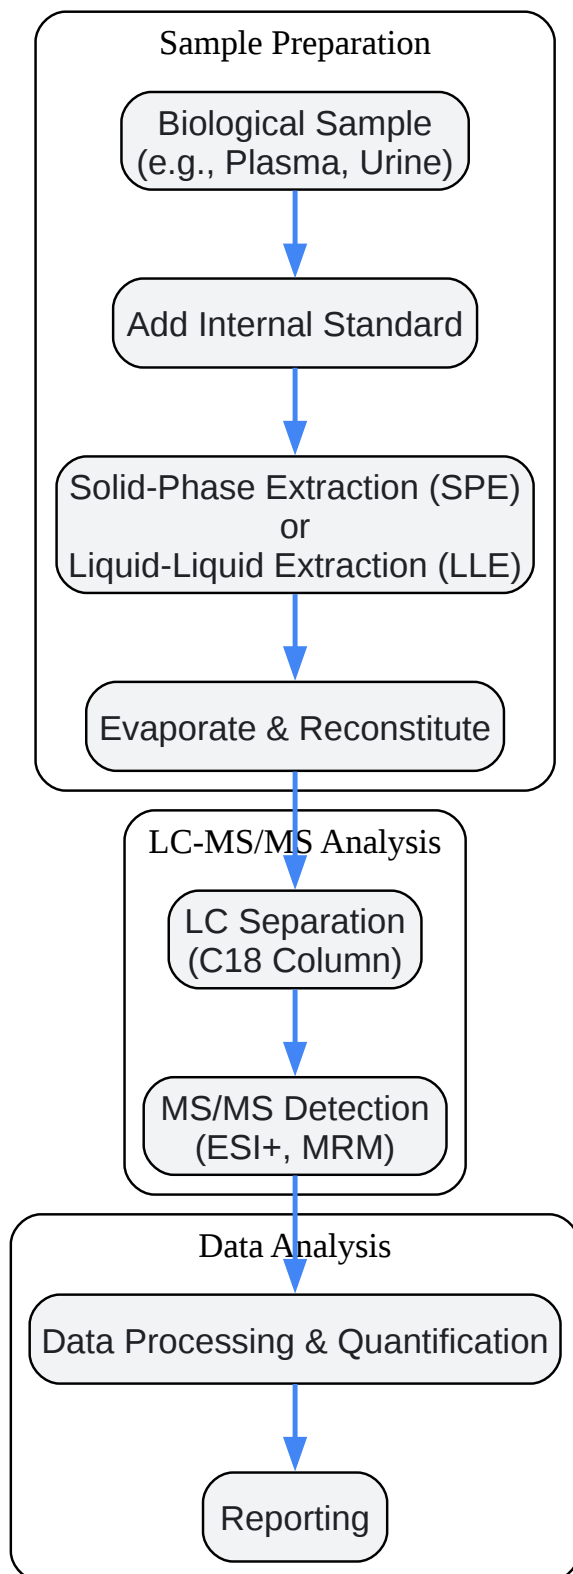 Sample Preparation
Biological Sample
(e.g., Plasma, Urine)
Add Internal Standard
Solid-Phase Extraction (SPE)
or
Liquid-Liquid Extraction (LLE)
Evaporate & Reconstitute
LC-MS/MS Analysis
LC Separation
(C18 Column)
MS/MS Detection
(ESI+, MRM)
Data Analysis
Data Processing & Quantification
Reporting